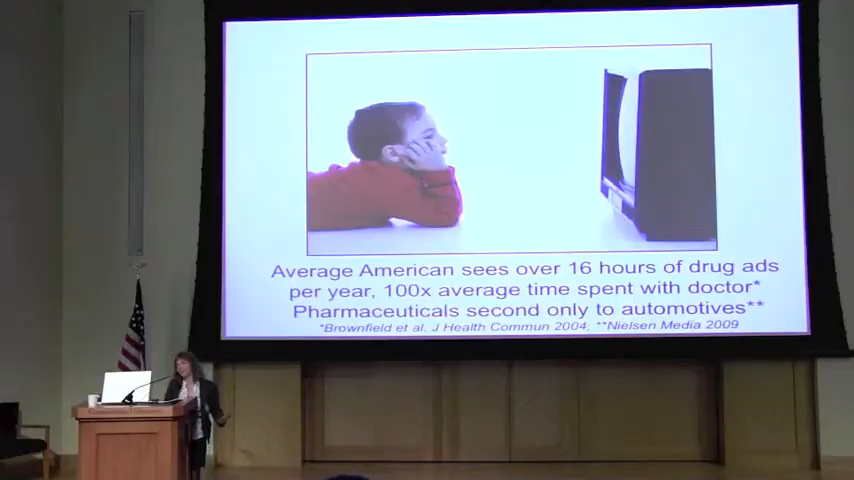 Average American sees over 16 hours of drug ads
per year, 100x average time spent with doctor*
Pharmaceuticals second only to automotives**
*Brownfield et al. J Health Commun 2004; **Nielsen Media 2009